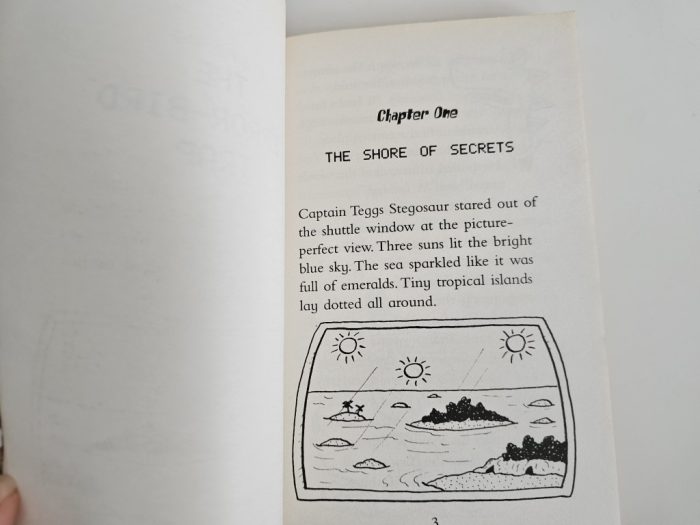 Chapter One
THE SHORE OF SECRETS
Captain Teggs Stegosaur stared out of
the shuttle window at the picture-
perfect view. Three suns lit the bright
blue sky. The sea sparkled like it was
full of emeralds. Tiny tropical islands
lay dotted all around.
3